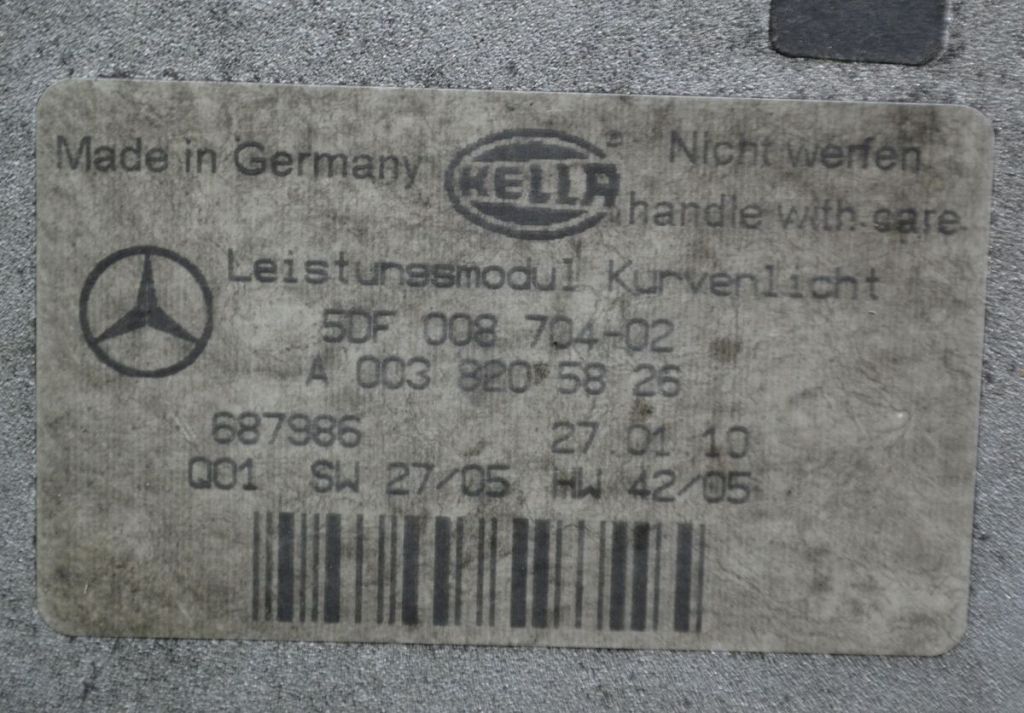 Made in Germany HELLA ® Nicht werfen
handle with care
Leistungsmodul Kurvenlicht
5DF 008 704-02
A 003 820 58 26
687986 27.01.10
Q01 SW 27/05 HW 42/05